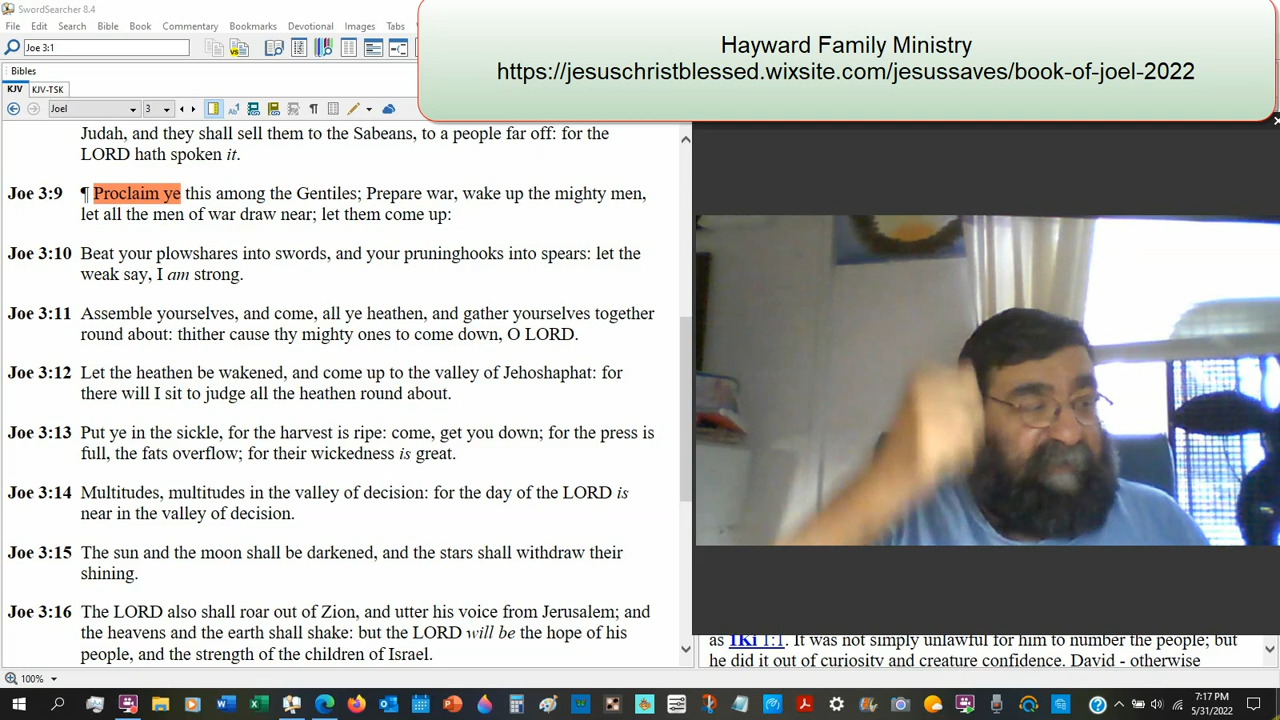 SwordSearcher 8.4
Hayward Family Ministry
https://jesuschristblessed.wixsite.com/jesussaves/book-of-joel-2022
File Edit Search Bible Book Commentary Bookmarks Devotional Images Tabs
Joe 3:1
Bibles
KJV KJV-TSK
Joel 3
Judah, and they shall sell them to the Sabeans, to a people far off: for the
LORD hath spoken it.
Joe 3:9 ¶ Proclaim ye this among the Gentiles; Prepare war, wake up the mighty men,
let all the men of war draw near; let them come up:
Joe 3:10 Beat your plowshares into swords, and your pruninghooks into spears: let the
weak say, I am strong.
Joe 3:11 Assemble yourselves, and come, all ye heathen, and gather yourselves together
round about: thither cause thy mighty ones to come down, O LORD.
Joe 3:12 Let the heathen be wakened, and come up to the valley of Jehoshaphat: for
there will I sit to judge all the heathen round about.
Joe 3:13 Put ye in the sickle, for the harvest is ripe: come, get you down; for the press is
full, the fats overflow; for their wickedness is great.
Joe 3:14 Multitudes, multitudes in the valley of decision: for the day of the LORD is
near in the valley of decision.
Joe 3:15 The sun and the moon shall be darkened, and the stars shall withdraw their
shining.
Joe 3:16 The LORD also shall roar out of Zion, and utter his voice from Jerusalem; and
the heavens and the earth shall shake: but the LORD will be the hope of his
people, and the strength of the children of Israel.
as 1Ki 1:1. It was not simply unlawful for him to number the people; but
he did it out of curiosity and creature confidence. David - otherwise
100%
7:17 PM
5/31/2022